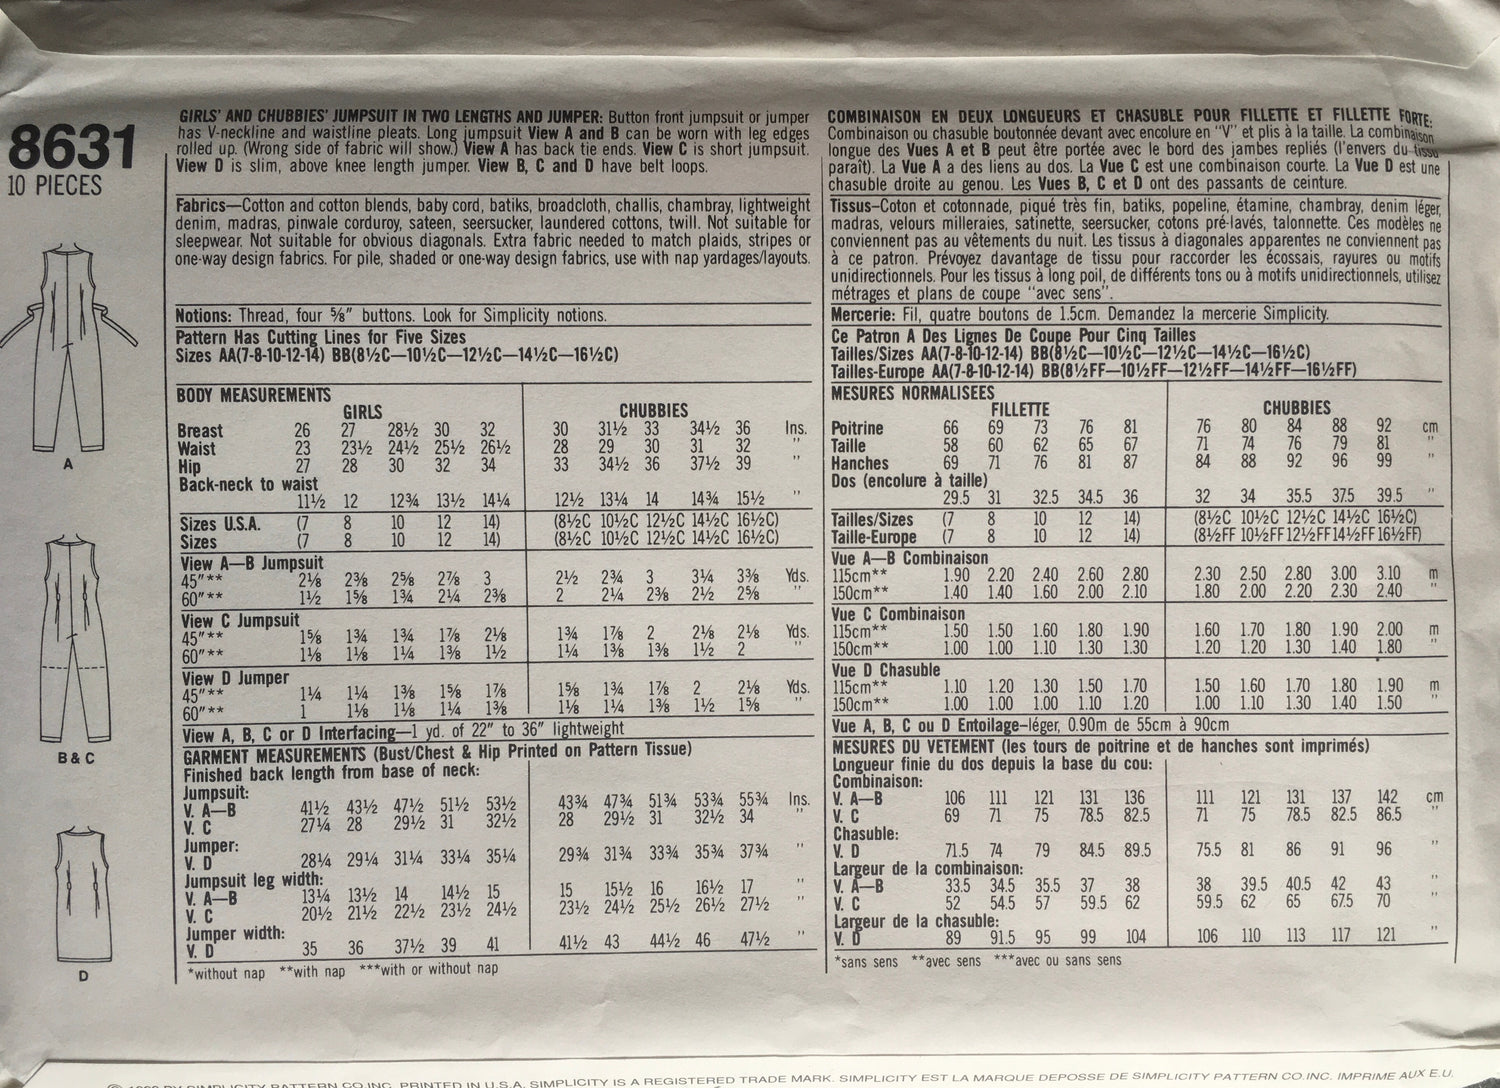 8631
10 PIECES
A
B & C
D
GIRLS' AND CHUBBIES' JUMPSUIT IN TWO LENGTHS AND JUMPER: Button front jumpsuit or jumper
has V-neckline and waistline pleats. Long jumpsuit View A and B can be worn with leg edges
rolled up. (Wrong side of fabric will show.) View A has back tie ends. View C is short jumpsuit.
View D is slim, above knee length jumper. View B, C and D have belt loops.
Fabrics—Cotton and cotton blends, baby cord, batiks, broadcloth, challis, chambray, lightweight
denim, madras, pinwale corduroy, sateen, seersucker, laundered cottons, twill. Not suitable for
sleepwear. Not suitable for obvious diagonals. Extra fabric needed to match plaids, stripes or
one-way design fabrics. For pile, shaded or one-way design fabrics, use with nap yardages/layouts.
Notions: Thread, four 5/8" buttons. Look for Simplicity notions.
Pattern Has Cutting Lines for Five Sizes
Sizes AA(7-8-10-12-14) BB(8½C—10½C—12½C—14½C—16½C)
BODY MEASUREMENTS
GIRLS CHUBBIES
Breast 26 27 28½ 30 32 30 31½ 33 34½ 36 Ins.
Waist 23 23½ 24½ 25½ 26½ 28 29 30 31 32 "
Hip 27 28 30 32 34 33 34½ 36 37½ 39 "
Back-neck to waist
11½ 12 12¾ 13½ 14¼ 12½ 13¼ 14 14¾ 15½ "
Sizes U.S.A. (7 8 10 12 14) (8½C 10½C 12½C 14½C 16½C)
Sizes (7 8 10 12 14) (8½C 10½C 12½C 14½C 16½C)
View A—B Jumpsuit
45"** 2⅛ 2⅜ 2⅝ 2⅞ 3 2½ 2¾ 3 3¼ 3⅜ Yds.
60"** 1½ 1⅝ 1¾ 2¼ 2⅜ 2 2¼ 2⅜ 2½ 2⅝ "
View C Jumpsuit
45"** 1⅝ 1¾ 1¾ 1⅞ 2⅛ 1¾ 1⅞ 2 2⅛ 2⅛ Yds.
60"** 1⅛ 1⅛ 1¼ 1⅜ 1½ 1¼ 1⅜ 1⅜ 1½ 2 "
View D Jumper
45"** 1¼ 1¼ 1⅜ 1⅝ 1⅞ 1⅝ 1¾ 1⅞ 2 2⅛ Yds.
60"** 1 1⅛ 1⅛ 1¼ 1⅜ 1⅛ 1¼ 1⅜ 1½ 1⅝ "
View A, B, C or D Interfacing—1 yd. of 22" to 36" lightweight
GARMENT MEASUREMENTS (Bust/Chest & Hip Printed on Pattern Tissue)
Finished back length from base of neck:
Jumpsuit:
V. A—B 41½ 43½ 47½ 51½ 53½ 43¾ 47¾ 51¾ 53¾ 55¾ Ins.
V. C 27¼ 28 29½ 31 32½ 28 29½ 31 32½ 34 "
Jumper:
V. D 28¼ 29¼ 31¼ 33¼ 35¼ 29¾ 31¾ 33¾ 35¾ 37¾ "
Jumpsuit leg width:
V. A—B 13¼ 13½ 14 14½ 15 15 15½ 16 16½ 17 "
V. C 20½ 21½ 22½ 23½ 24½ 23½ 24½ 25½ 26½ 27½ "
Jumper width:
V. D 35 36 37½ 39 41 41½ 43 44½ 46 47½ "
*without nap **with nap ***with or without nap
COMBINAISON EN DEUX LONGUEURS ET CHASUBLE POUR FILLETTE ET FILLETTE FORTE:
Combinaison ou chasuble boutonnée devant avec encolure en "V" et plis à la taille. La combinaison
longue des Vues A et B peut être portée avec le bord des jambes repliés (l'envers du tissu
paraît). La Vue A a des liens au dos. La Vue C est une combinaison courte. La Vue D est une
chasuble droite au genou. Les Vues B, C et D ont des passants de ceinture.
Tissus—Coton et cotonnade, piqué très fin, batiks, popeline, étamine, chambray, denim léger,
madras, velours milleraies, satinette, seersucker, cotons pré-lavés, talonnette. Ces modèles ne
conviennent pas au vêtements du nuit. Les tissus à diagonales apparentes ne conviennent pas
à ce patron. Prévoyez davantage de tissu pour raccorder les écossais, rayures ou motifs
unidirectionnels. Pour les tissus à long poil, de différents tons ou à motifs unidirectionnels, utilisez
métrages et plans de coupe "avec sens".
Mercerie: Fil, quatre boutons de 1.5cm. Demandez la mercerie Simplicity.
Ce Patron A Des Lignes De Coupe Pour Cinq Tailles
Tailles/Sizes AA(7-8-10-12-14) BB(8½C—10½C—12½C—14½C—16½C)
Tailles-Europe AA(7-8-10-12-14) BB(8½FF—10½FF—12½FF—14½FF—16½FF)
MESURES NORMALISEES
FILLETTE CHUBBIES
Poitrine 66 69 73 76 81 76 80 84 88 92 cm
Taille 58 60 62 65 67 71 74 76 79 81 "
Hanches 69 71 76 81 87 84 88 92 96 99 "
Dos (encolure à taille)
29.5 31 32.5 34.5 36 32 34 35.5 37.5 39.5 "
Tailles/Sizes (7 8 10 12 14) (8½C 10½C 12½C 14½C 16½C)
Taille-Europe (7 8 10 12 14) (8½FF 10½FF 12½FF 14½FF 16½FF)
Vue A—B Combinaison
115cm** 1.90 2.20 2.40 2.60 2.80 2.30 2.50 2.80 3.00 3.10 m
150cm** 1.40 1.40 1.60 2.00 2.10 1.80 2.00 2.20 2.30 2.40 "
Vue C Combinaison
115cm** 1.50 1.50 1.60 1.80 1.90 1.60 1.70 1.80 1.90 2.00 m
150cm** 1.00 1.00 1.10 1.30 1.30 1.20 1.20 1.30 1.40 1.80 "
Vue D Chasuble
115cm** 1.10 1.20 1.30 1.50 1.70 1.50 1.60 1.70 1.80 1.90 m
150cm** 1.00 1.00 1.00 1.10 1.20 1.00 1.10 1.30 1.40 1.50 "
Vue A, B, C ou D Entoilage—léger, 0.90m de 55cm à 90cm
MESURES DU VETEMENT (les tours de poitrine et de hanches sont imprimés)
Longueur finie du dos depuis la base du cou:
Combinaison:
V. A—B 106 111 121 131 136 111 121 131 137 142 cm
V. C 69 71 75 78.5 82.5 71 75 78.5 82.5 86.5 "
Chasuble:
V. D 71.5 74 79 84.5 89.5 75.5 81 86 91 96 "
Largeur de la combinaison:
V. A—B 33.5 34.5 35.5 37 38 38 39.5 40.5 42 43 "
V. C 52 54.5 57 59.5 62 59.5 62 65 67.5 70 "
Largeur de la chasuble:
V. D 89 91.5 95 99 104 106 110 113 117 121 "
*sans sens **avec sens ***avec ou sans sens
BY SIMPLICITY PATTERN CO.INC. PRINTED IN U.S.A. SIMPLICITY IS A REGISTERED TRADE MARK. SIMPLICITY EST LA MARQUE DEPOSSE DE SIMPLICITY PATTERN CO.INC. IMPRIME AUX E.U.